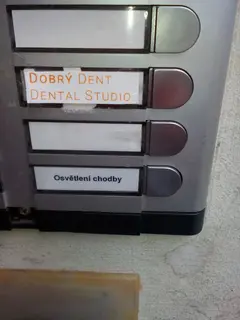 DOBRÝ DENT
DENTAL STUDIO
Osvětlení chodby